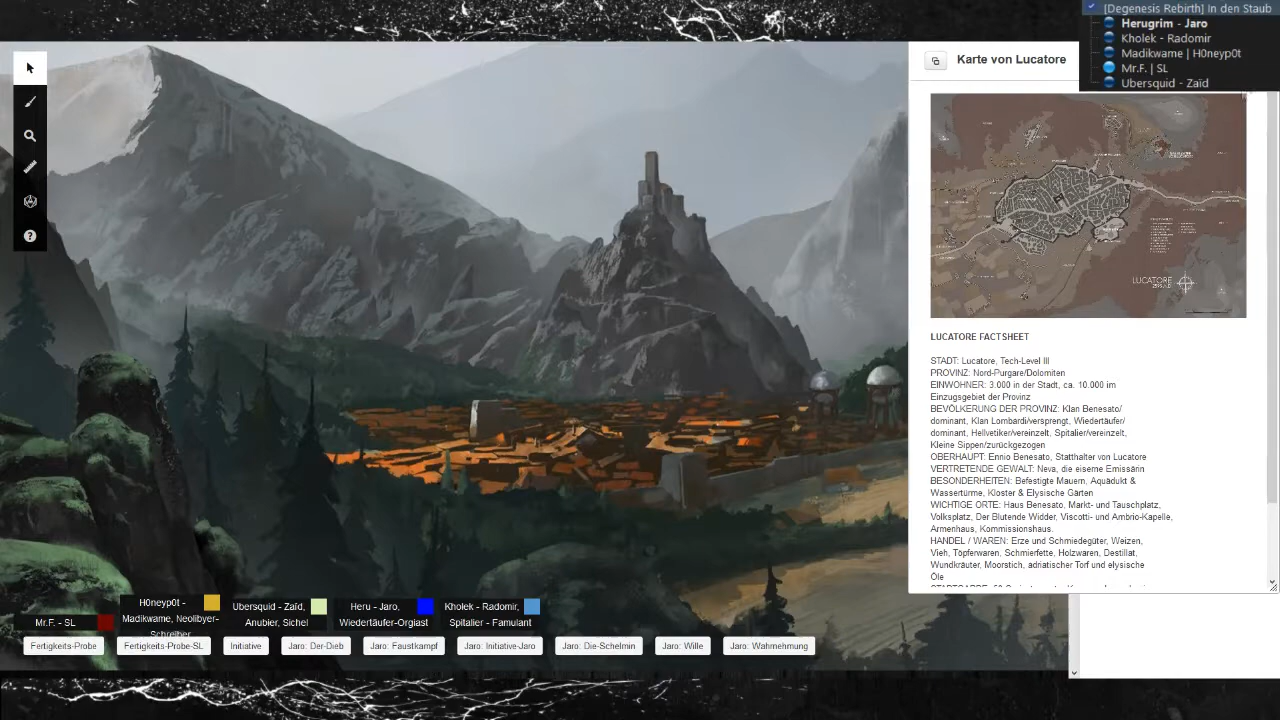 [Degenesis Rebirth] In den Staub
Herugrim - Jaro
Kholek - Radomir
Madikwame | H0neyp0t
Mr.F. | SL
Ubersquid - Zaïd
Karte von Lucatore
LUCATORE
LUCATORE FACTSHEET
STADT: Lucatore, Tech-Level III
PROVINZ: Nord-Purgare/Dolomiten
EINWOHNER: 3.000 in der Stadt, ca. 10.000 im
Einzugsgebiet der Provinz
BEVÖLKERUNG DER PROVINZ: Klan Benesato/
dominant, Klan Lombardi/versprengt, Wiedertäufer/
dominant, Hellvetiker/vereinzelt, Spitalier/vereinzelt,
Kleine Sippen/zurückgezogen
OBERHAUPT: Ennio Benesato, Statthalter von Lucatore
VERTRETENDE GEWALT: Neva, die eiserne Emissärin
BESONDERHEITEN: Befestigte Mauern, Aquädukt &
Wassertürme, Kloster & Elysische Gärten
WICHTIGE ORTE: Haus Benesato, Markt- und Tauschplatz,
Volksplatz, Der Blutende Widder, Viscotti- und Ambrio-Kapelle,
Armenhaus, Kommissionshaus.
HANDEL / WAREN: Erze und Schmiedegüter, Weizen,
Vieh, Töpferwaren, Schmierfette, Holzwaren, Destillat,
Wundkräuter, Moorstich, adriatischer Torf und elysische
Öle
Mr.F. - SL
H0neyp0t -
Madikwame, Neolibyer-
Schreiber
Ubersquid - Zaïd,
Anubier, Sichel
Heru - Jaro,
Wiedertäufer-Orgiast
Kholek - Radomir,
Spitalier - Famulant
Fertigkeits-Probe
Fertigkeits-Probe-SL
Initiative
Jaro: Der-Dieb
Jaro: Faustkampf
Jaro: Initiative-Jaro
Jaro: Die-Schelmin
Jaro: Wille
Jaro: Wahrnehmung